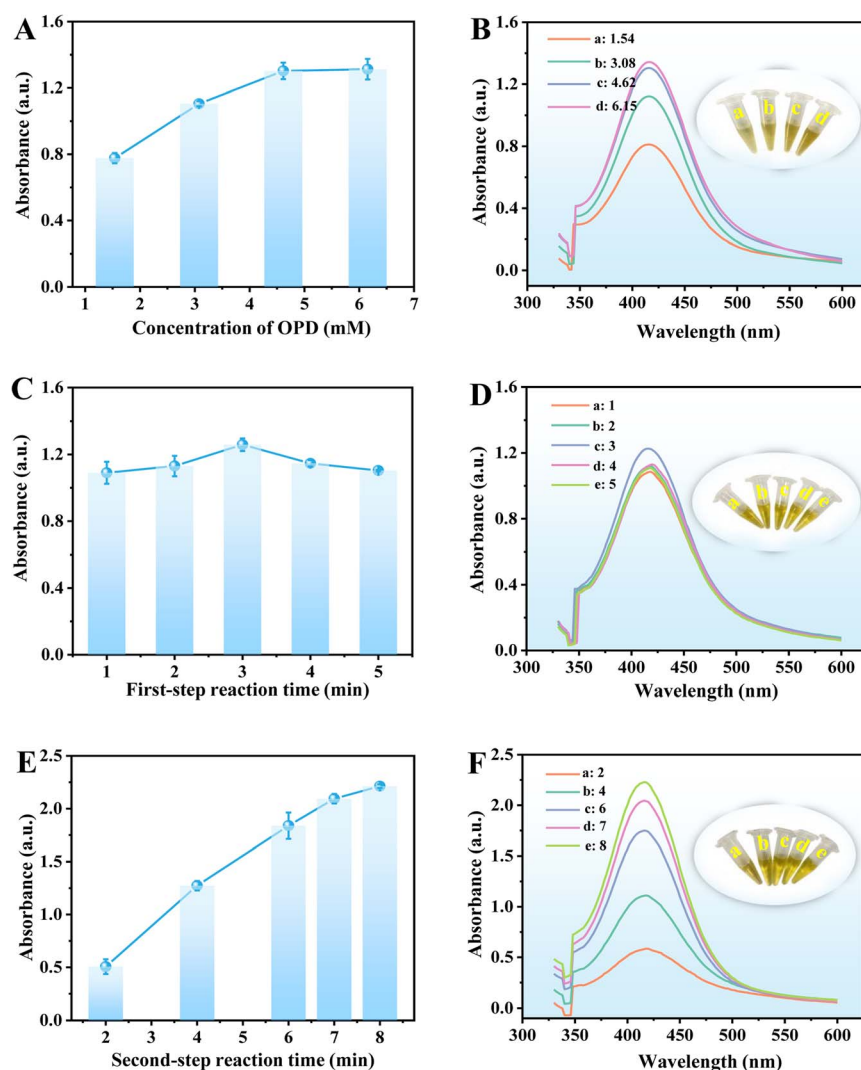 A
Absorbance (a.u.)
1.6
1.2
0.8
0.4
0.0
1 2 3 4 5 6 7
Concentration of OPD (mM)
B
Absorbance (a.u.)
1.6
1.2
0.8
0.4
0.0
a: 1.54
b: 3.08
c: 4.62
d: 6.15
a b c d
300 350 400 450 500 550 600
Wavelength (nm)
C
Absorbance (a.u.)
1.6
1.2
0.8
0.4
0.0
1 2 3 4 5
First-step reaction time (min)
D
Absorbance (a.u.)
1.6
1.2
0.8
0.4
0.0
a: 1
b: 2
c: 3
d: 4
e: 5
a b c d e
300 350 400 450 500 550 600
Wavelength (nm)
E
Absorbance (a.u.)
2.5
2.0
1.5
1.0
0.5
0.0
2 3 4 5 6 7 8
Second-step reaction time (min)
F
Absorbance (a.u.)
2.5
2.0
1.5
1.0
0.5
0.0
a: 2
b: 4
c: 6
d: 7
e: 8
a b c d e
300 350 400 450 500 550 600
Wavelength (nm)